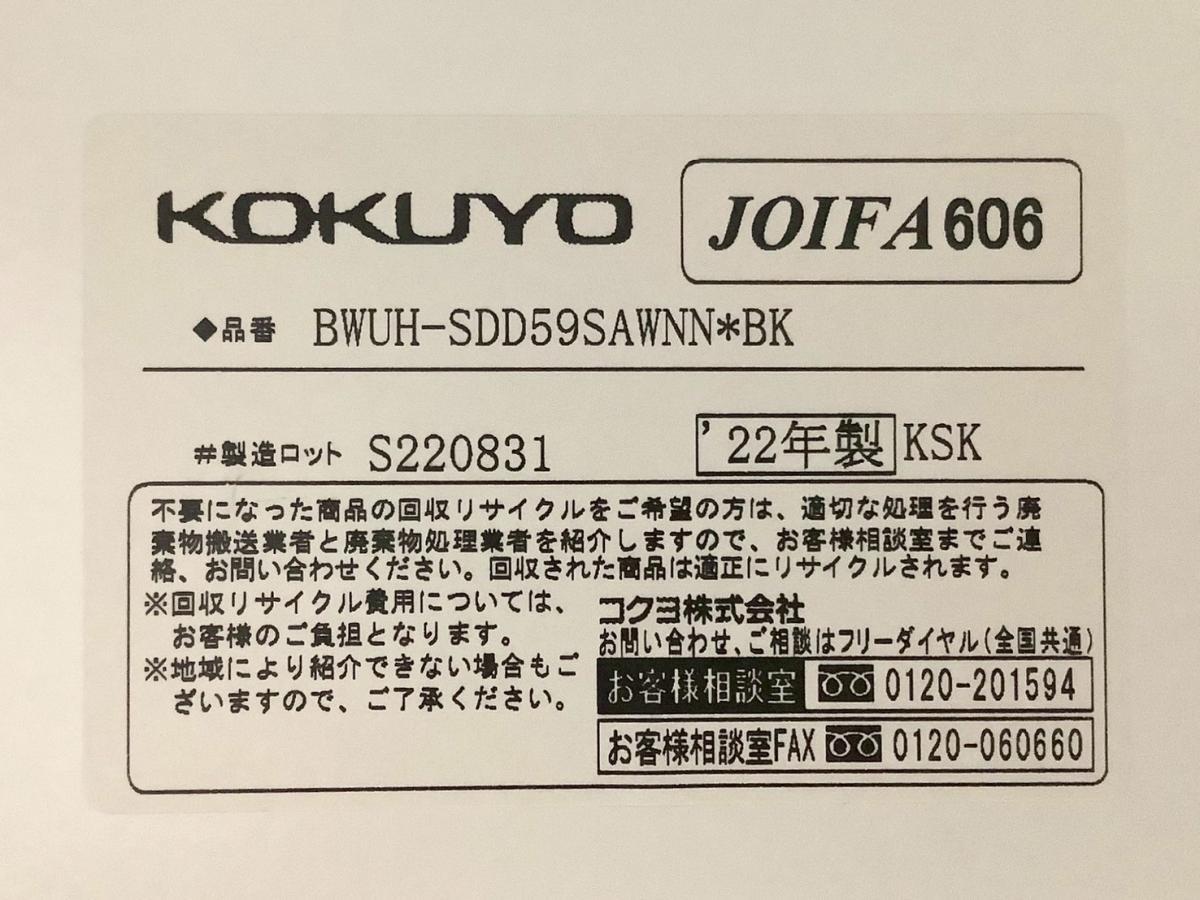 KOKUYO
JOIFA606
◆品番 BWUH-SDD59SAWNN*BK
#製造ロット S220831
'22年製 KSK
不要になった商品の回収リサイクルをご希望の方は、適切な処理を行う廃
棄物搬送業者と廃棄物処理業者を紹介しますので、お客様相談室までご連
絡、お問い合わせください。回収された商品は適正にリサイクルされます。
※回収リサイクル費用については、
お客様のご負担となります。
※地域により紹介できない場合もご
ざいますので、ご了承ください。
コクヨ株式会社
お問い合わせ、ご相談はフリーダイヤル(全国共通)
お客様相談室 0120-201594
お客様相談室FAX 0120-060660